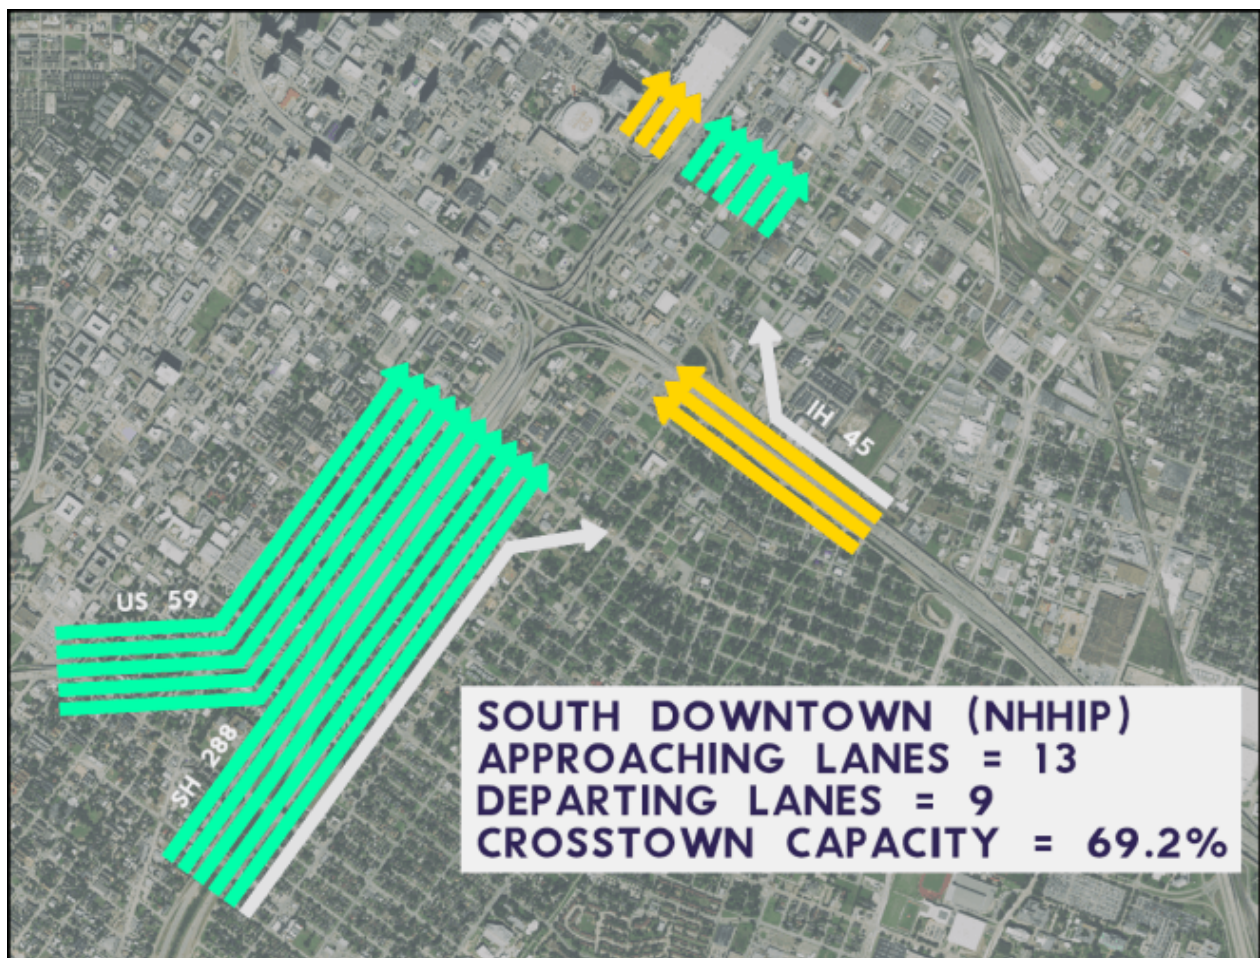 IH 45
US 59
SH 288
SOUTH DOWNTOWN (NHHIP)
APPROACHING LANES = 13
DEPARTING LANES = 9
CROSSTOWN CAPACITY = 69.2%